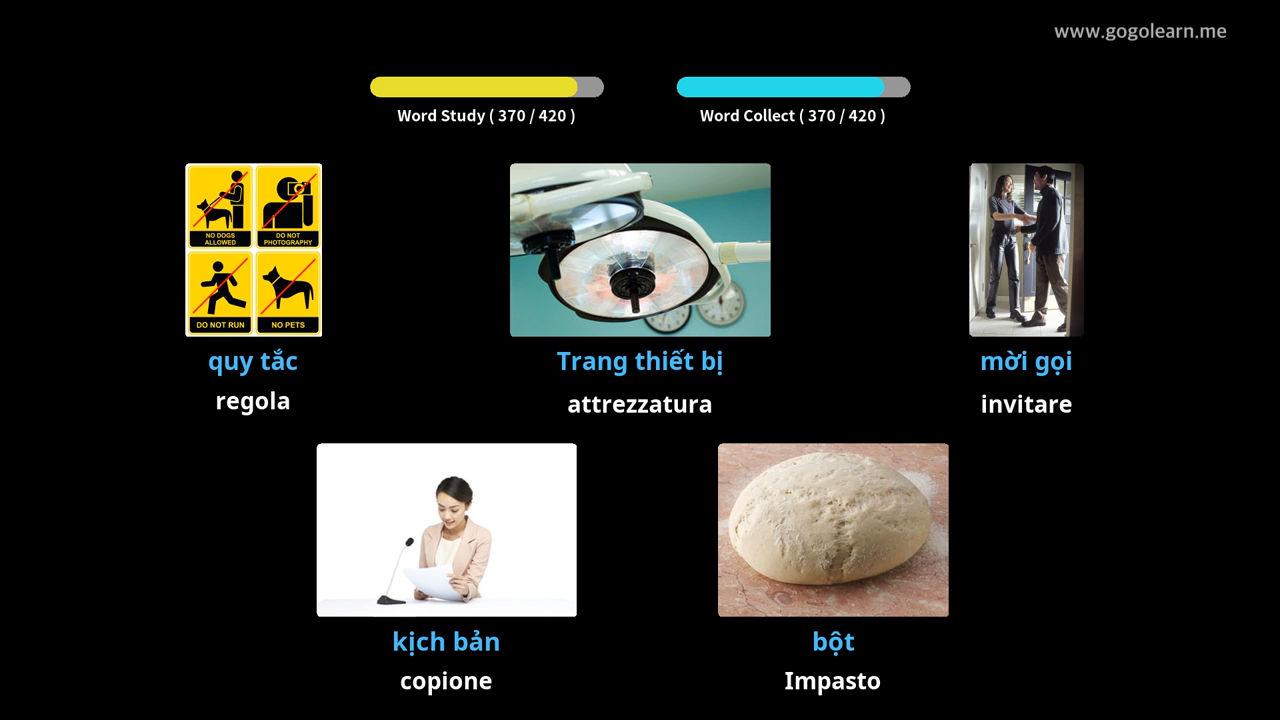 www.gogolearn.me
Word Study ( 370 / 420 )
Word Collect ( 370 / 420 )
NO DOGS
ALLOWED
DO NOT
PHOTOGRAPHY
DO NOT RUN
NO PETS
quy tắc
regola
Trang thiết bị
attrezzatura
mời gọi
invitare
kịch bản
copione
bột
Impasto